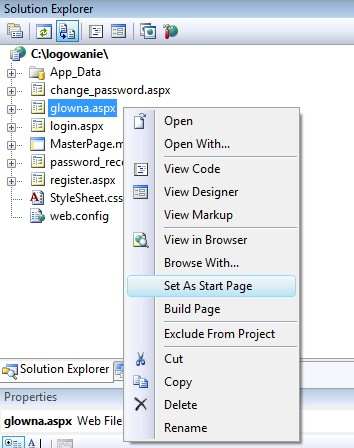 Solution Explorer
C:\logowanie\
App_Data
change_password.aspx
glowna.aspx
login.aspx
MasterPage.m
password_reco
register.aspx
StyleSheet.css
web.config
Open
Open With...
View Code
View Designer
View Markup
View in Browser
Browse With...
Set As Start Page
Build Page
Exclude From Project
Cut
Copy
Delete
Rename
Solution Explorer
Properties
glowna.aspx Web File